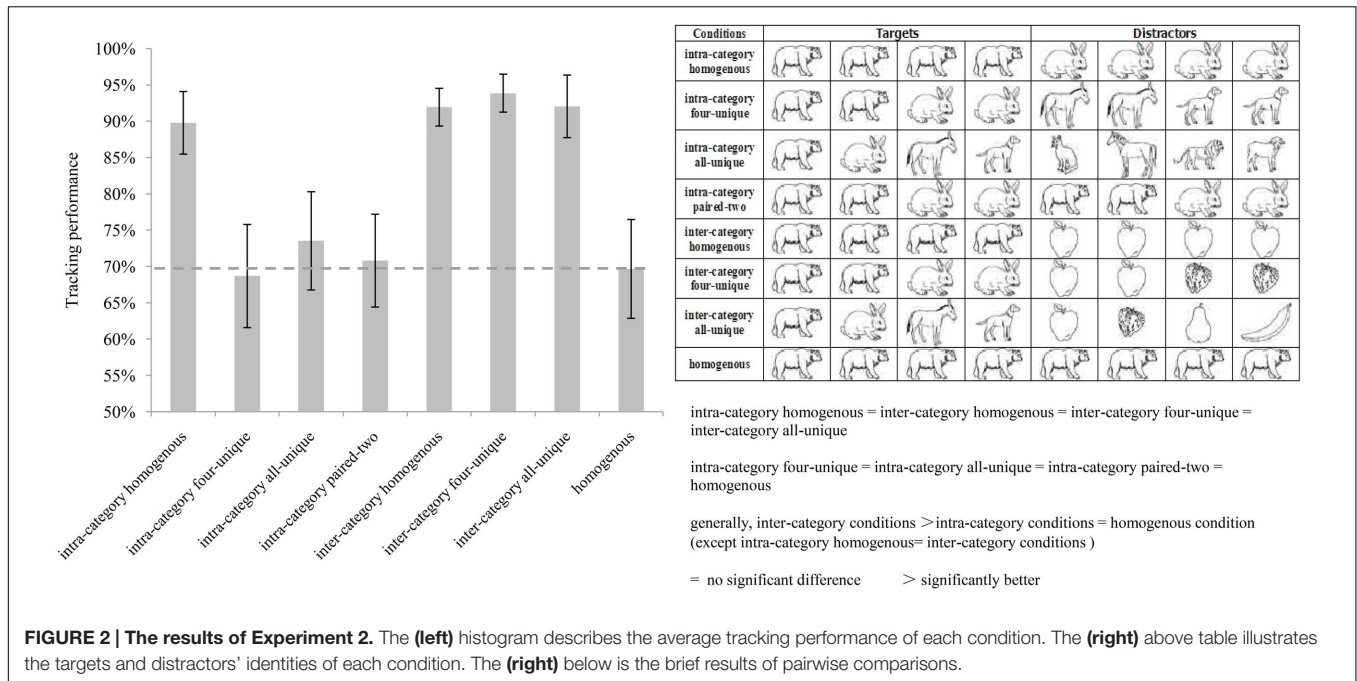 100%
95%
90%
85%
80%
75%
70%
65%
60%
55%
50%
Tracking performance
intra-category homogenous
intra-category four-unique
intra-category all-unique
intra-category paired-two
inter-category homogenous
inter-category four-unique
inter-category all-unique
homogenous
Conditions Targets Distractors
intra-category
homogenous
intra-category
four-unique
intra-category
all-unique
intra-category
paired-two
inter-category
homogenous
inter-category
four-unique
inter-category
all-unique
homogenous
intra-category homogenous = inter-category homogenous = inter-category four-unique =
inter-category all-unique
intra-category four-unique = intra-category all-unique = intra-category paired-two =
homogenous
generally, inter-category conditions > intra-category conditions = homogenous condition
(except intra-category homogenous= inter-category conditions )
= no significant difference > significantly better
FIGURE 2 | The results of Experiment 2. The (left) histogram describes the average tracking performance of each condition. The (right) above table illustrates
the targets and distractors' identities of each condition. The (right) below is the brief results of pairwise comparisons.